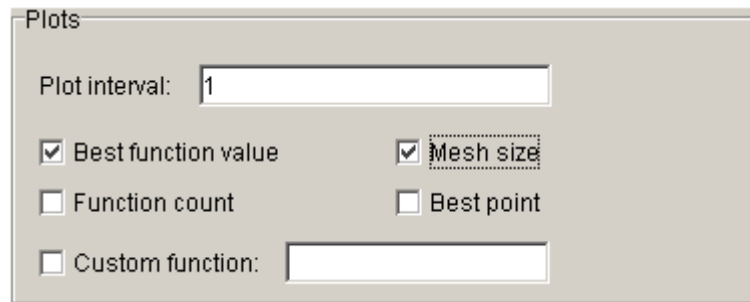 Plots
Plot interval: 1
Best function value Mesh size
Function count Best point
Custom function: